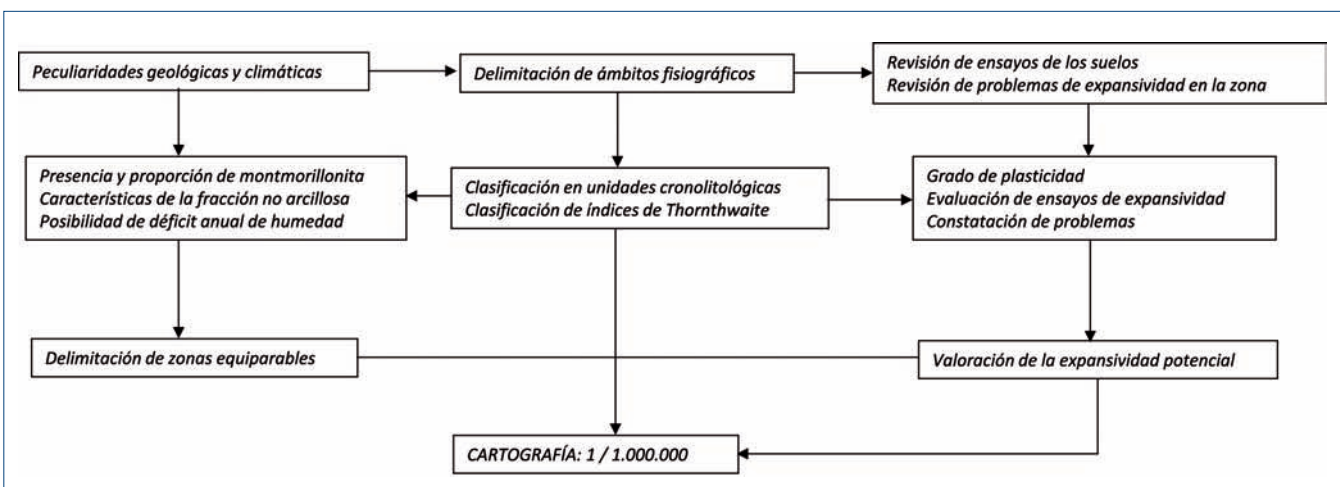 Peculiaridades geológicas y climáticas
Delimitación de ámbitos fisiográficos
Revisión de ensayos de los suelos
Revisión de problemas de expansividad en la zona
Presencia y proporción de montmorillonita
Características de la fracción no arcillosa
Posibilidad de déficit anual de humedad
Clasificación en unidades cronolitológicas
Clasificación de índices de Thornthwaite
Grado de plasticidad
Evaluación de ensayos de expansividad
Constatación de problemas
Delimitación de zonas equiparables
Valoración de la expansividad potencial
CARTOGRAFÍA: 1 / 1.000.000